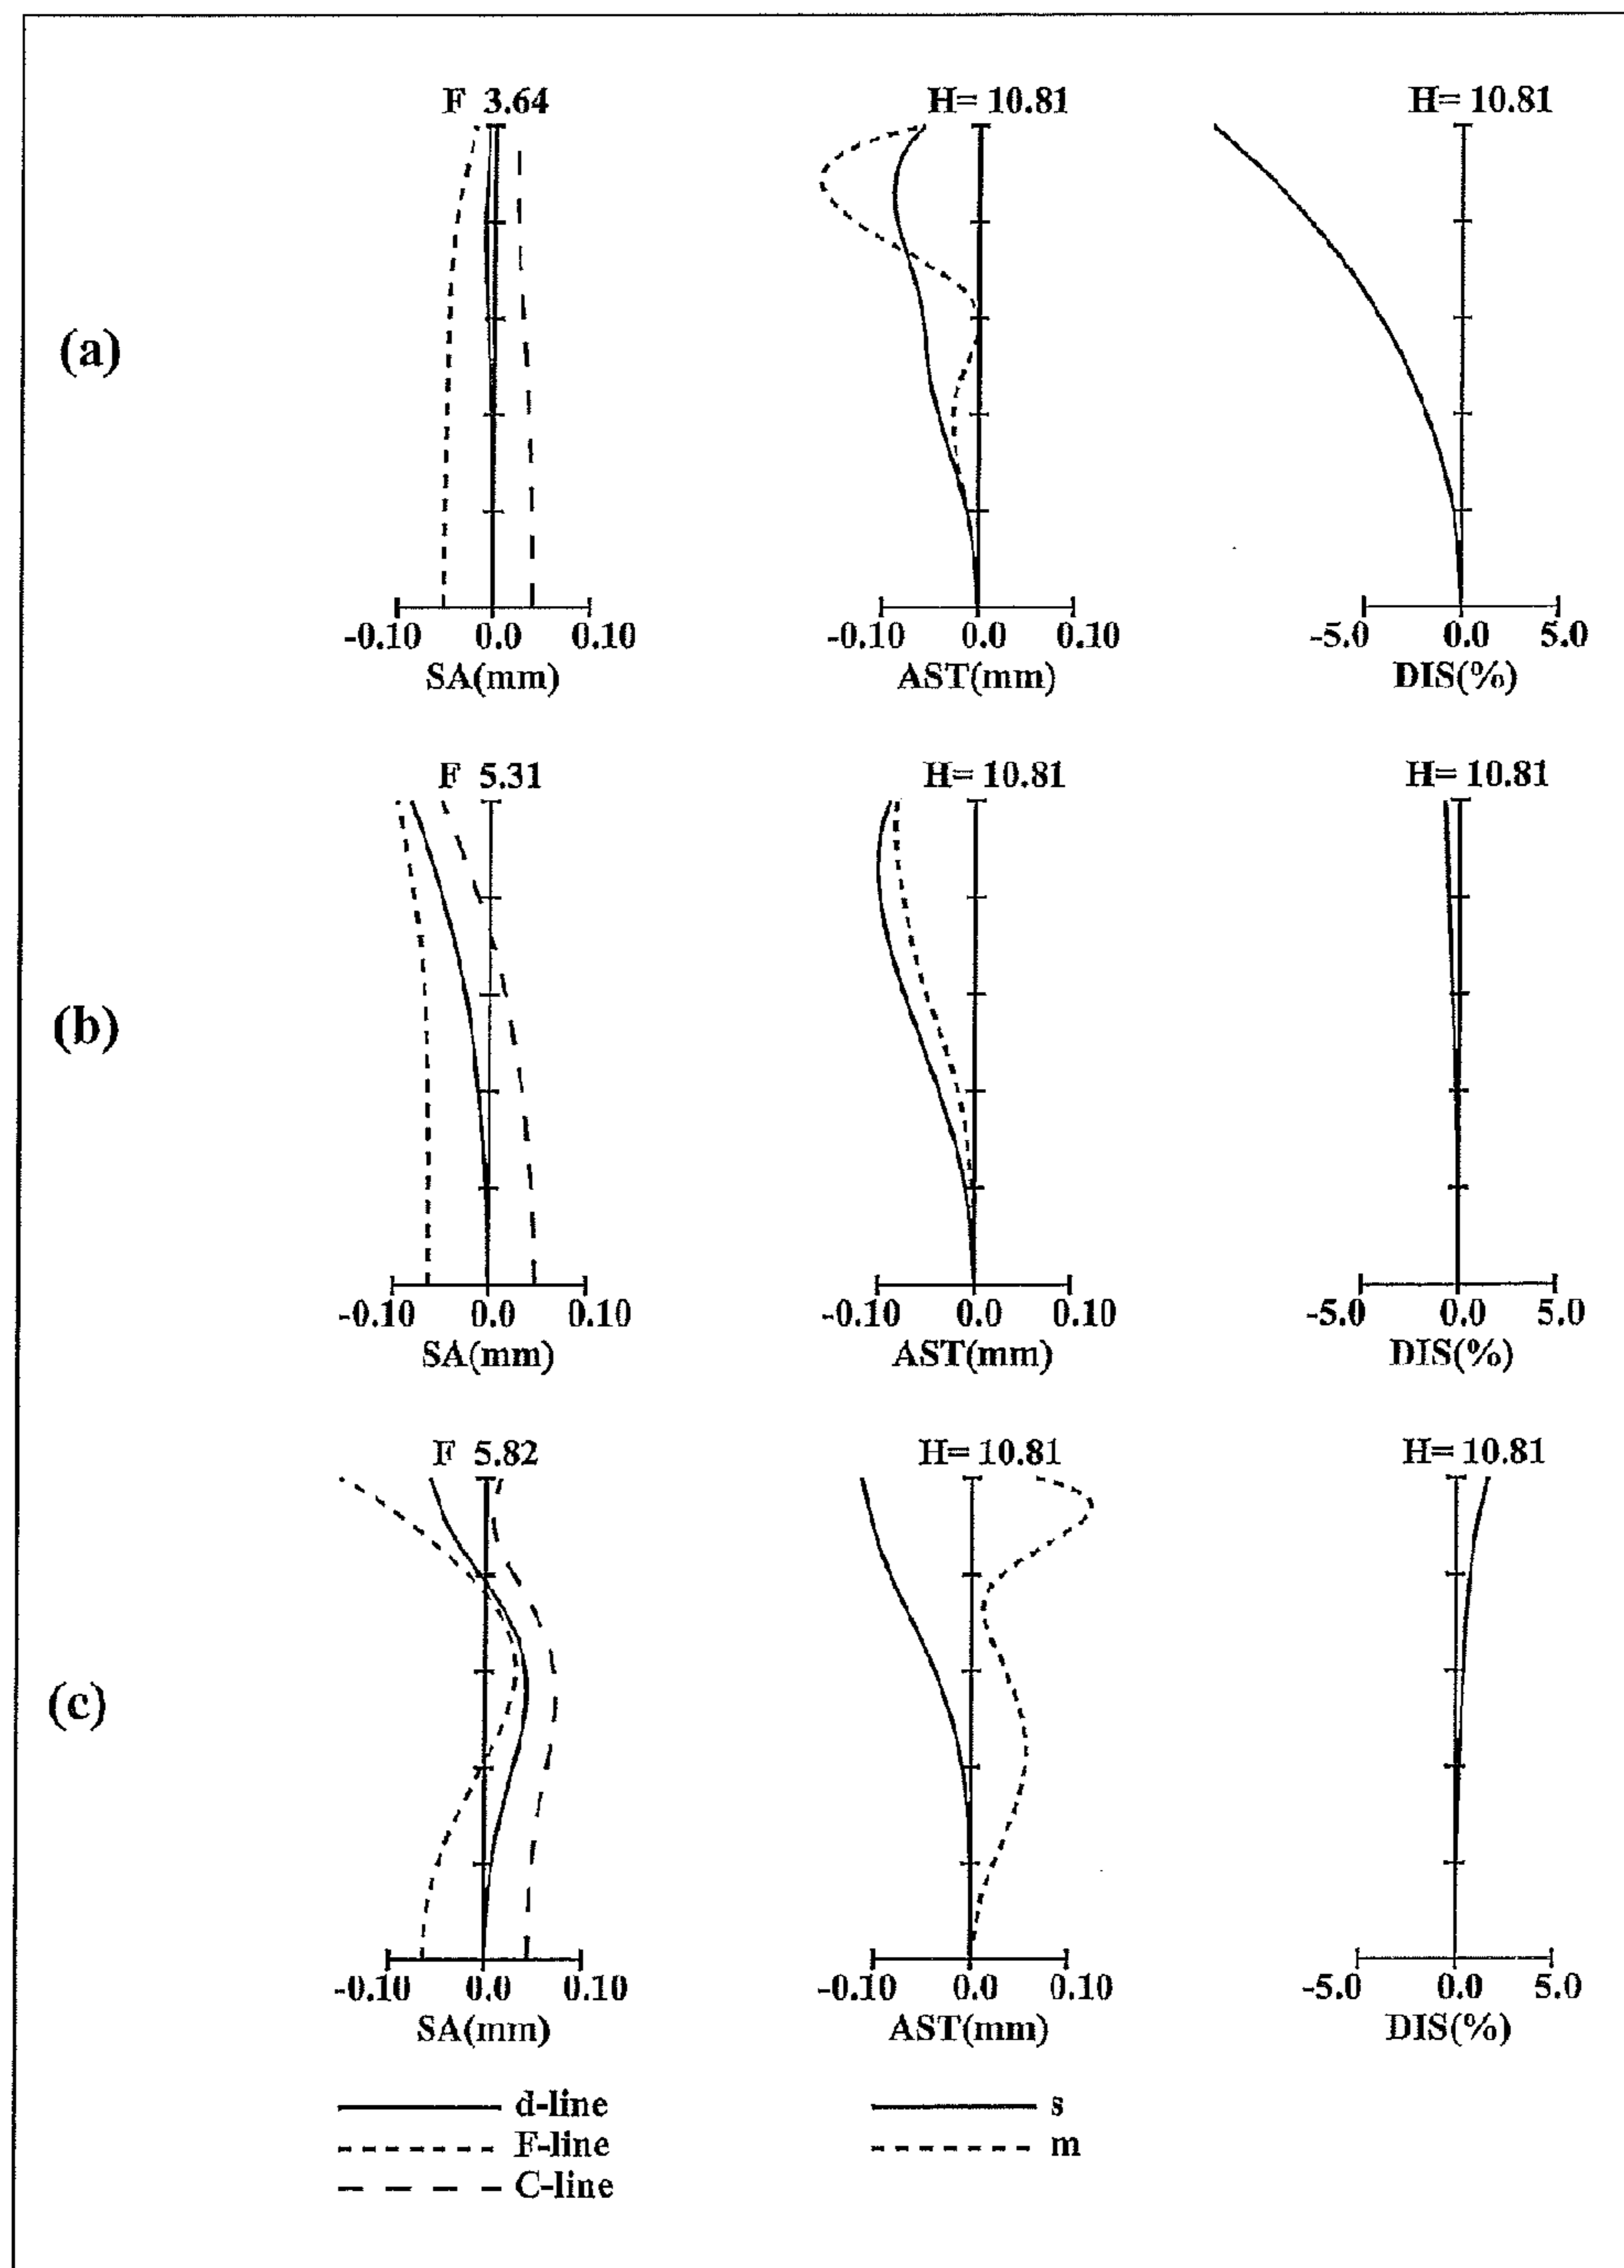 F 3.64 H= 10.81 H= 10.81
(a)
-0.10 0.0 0.10 -0.10 0.0 0.10 -5.0 0.0 5.0
SA(mm) AST(mm) DIS(%)
F 5.31 H= 10.81 H= 10.81
(b)
-0.10 0.0 0.10 -0.10 0.0 0.10 -5.0 0.0 5.0
SA(mm) AST(mm) DIS(%)
F 5.82 H= 10.81 H= 10.81
(c)
-0.10 0.0 0.10 -0.10 0.0 0.10 -5.0 0.0 5.0
SA(mm) AST(mm) DIS(%)
d-line s
F-line m
C-line